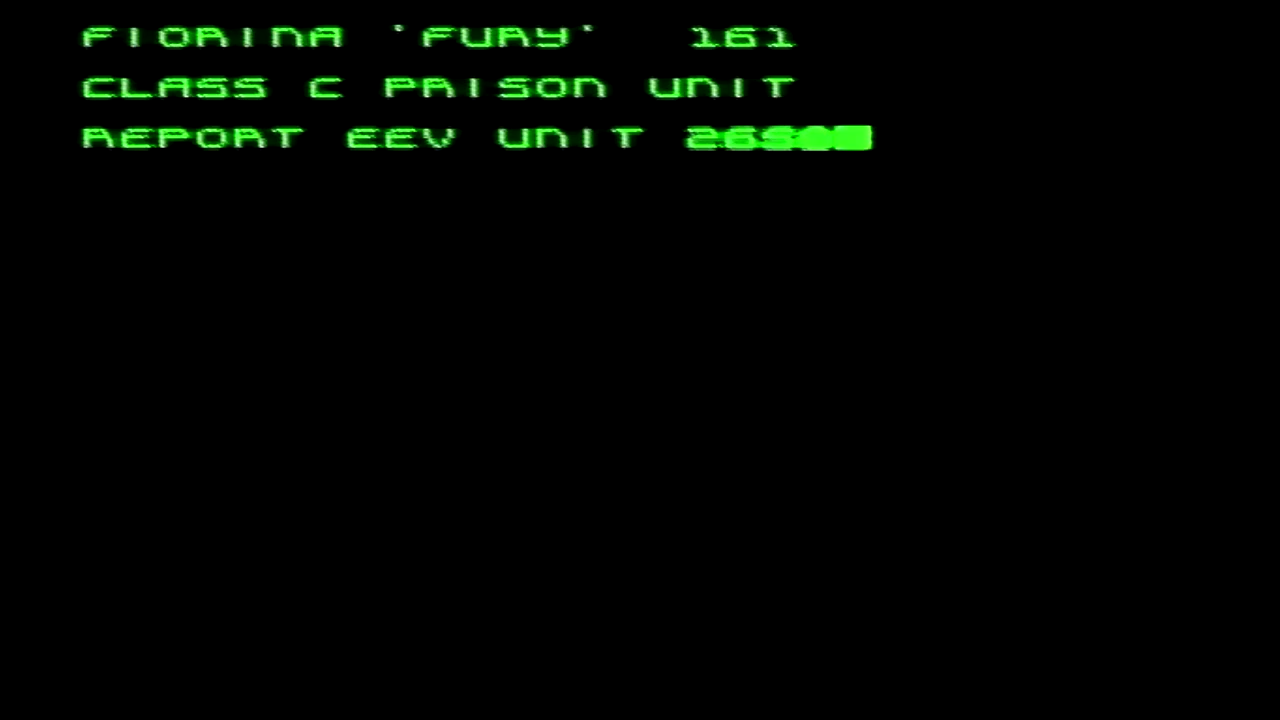 FIORINA 'FURY' 161
CLASS C PRISON UNIT
REPORT EEV UNIT